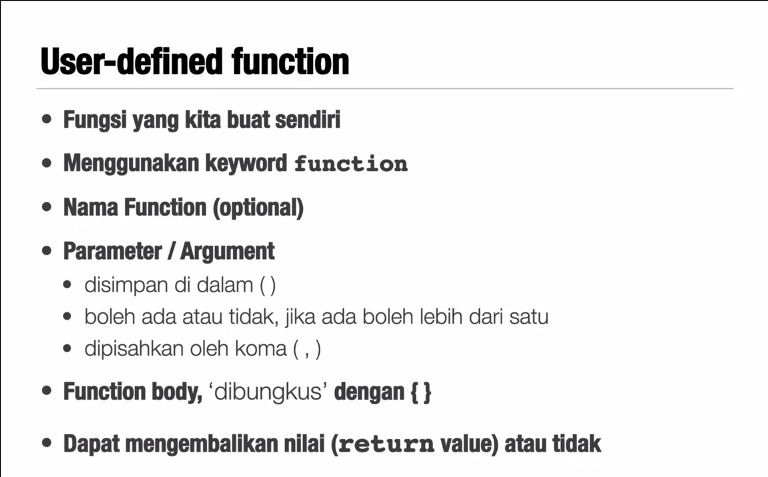 User-defined function
• Fungsi yang kita buat sendiri
• Menggunakan keyword function
• Nama Function (optional)
• Parameter / Argument
• disimpan di dalam ( )
• boleh ada atau tidak, jika ada boleh lebih dari satu
• dipisahkan oleh koma ( , )
• Function body, ‘dibungkus’ dengan { }
• Dapat mengembalikan nilai (return value) atau tidak